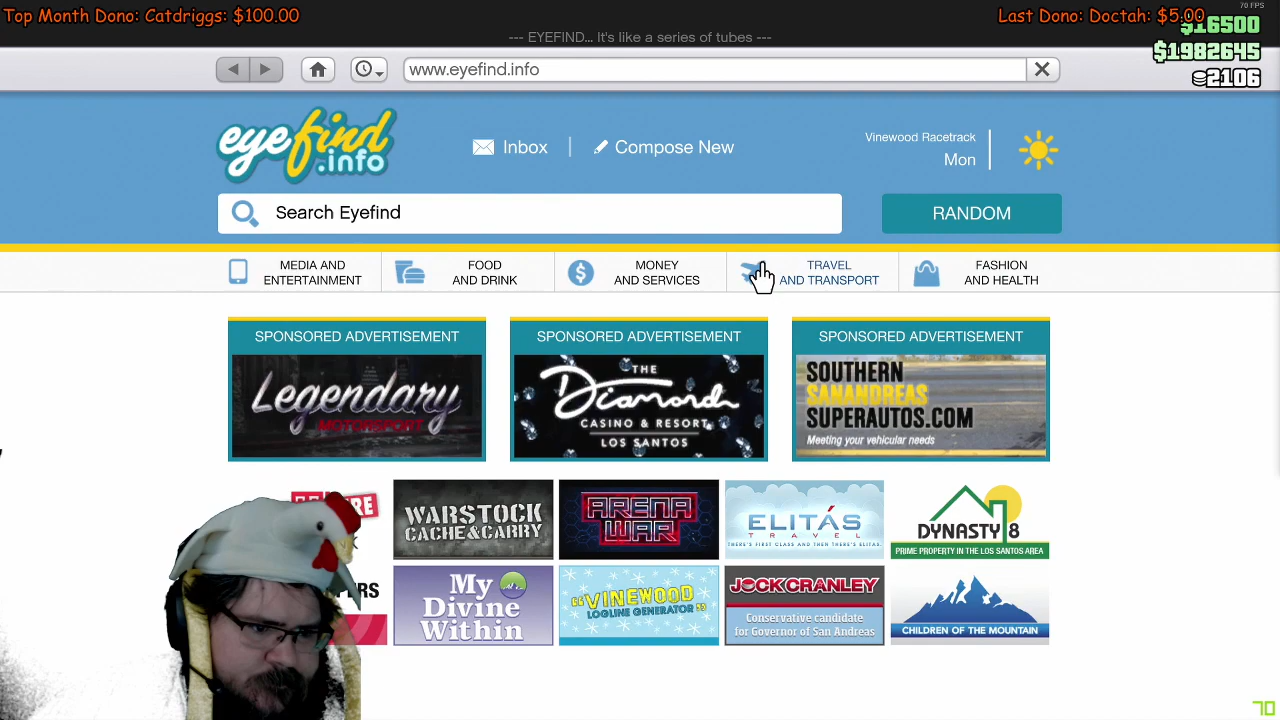 Top Month Dono: Catdriggs: $100.00
Last Dono: Doctah: $5.00
70 FPS
$16500
--- EYEFIND... It's like a series of tubes ---
$1982645
2106
www.eyefind.info
eyefind
.info
Inbox
Compose New
Vinewood Racetrack
Mon
Search Eyefind
RANDOM
MEDIA AND
ENTERTAINMENT
FOOD
AND DRINK
MONEY
AND SERVICES
TRAVEL
AND TRANSPORT
FASHION
AND HEALTH
SPONSORED ADVERTISEMENT
Legendary
MOTORSPORT
SPONSORED ADVERTISEMENT
THE
Diamond
CASINO & RESORT
LOS SANTOS
SPONSORED ADVERTISEMENT
SOUTHERN
SANANDREAS
SUPERAUTOS.COM
Meeting your vehicular needs
WARSTOCK
CACHE & CARRY
ARENA
WAR
ELITÁS
TRAVEL
THERE'S FIRST CLASS AND THEN THERE'S ELITAS.
DYNASTY 8
PRIME PROPERTY IN THE LOS SANTOS AREA
My
Divine
Within
"VINEWOOD
LOGLINE GENERATOR"
JOCK CRANLEY
Conservative candidate
for Governor of San Andreas
CHILDREN OF THE MOUNTAIN
70